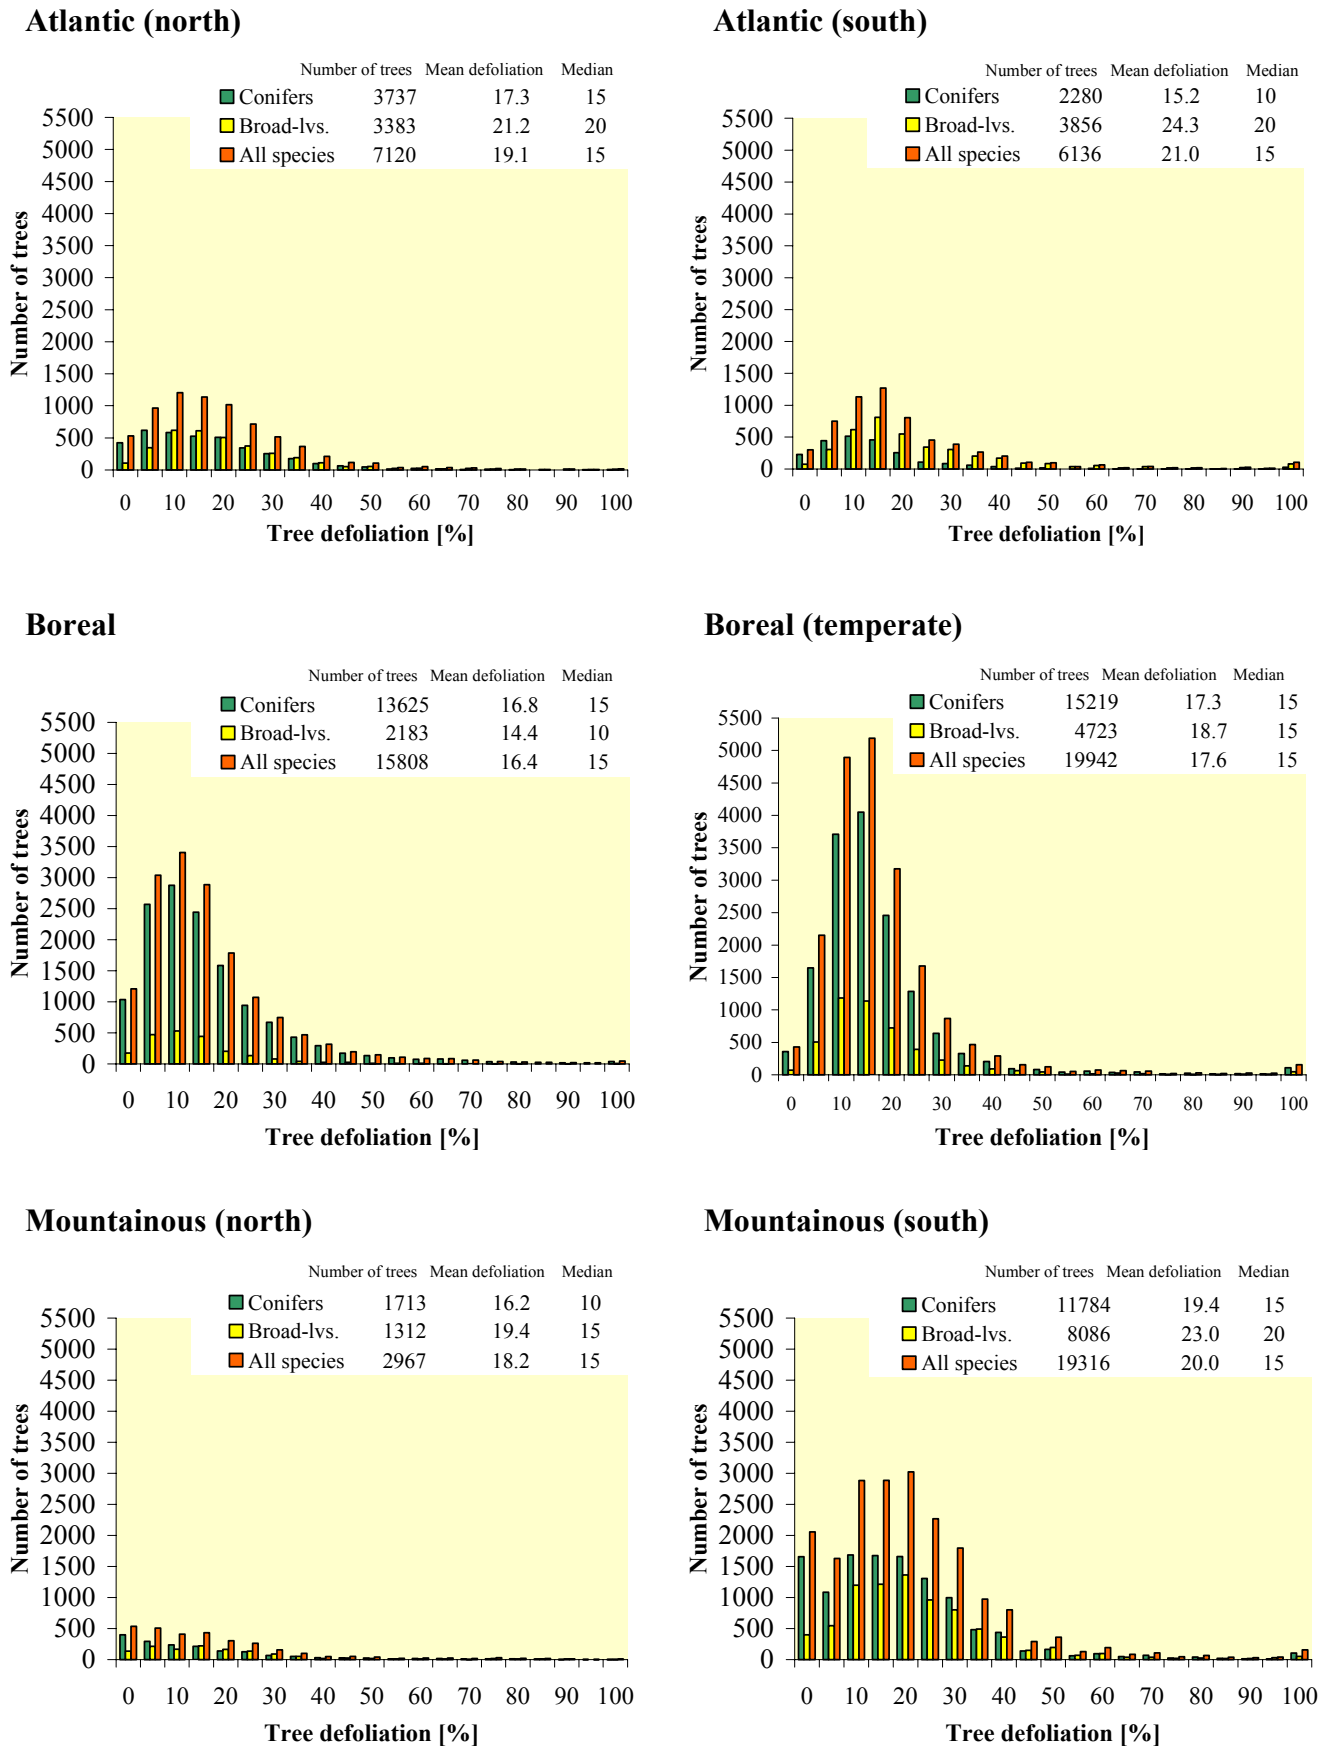 Atlantic (north)
Number of trees Mean defoliation Median
Conifers 3737 17.3 15
Broad-lvs. 3383 21.2 20
All species 7120 19.1 15
5500
5000
4500
4000
3500
3000
2500
2000
1500
1000
500
0
Number of trees
0 10 20 30 40 50 60 70 80 90 100
Tree defoliation [%]
Atlantic (south)
Number of trees Mean defoliation Median
Conifers 2280 15.2 10
Broad-lvs. 3856 24.3 20
All species 6136 21.0 15
5500
5000
4500
4000
3500
3000
2500
2000
1500
1000
500
0
Number of trees
0 10 20 30 40 50 60 70 80 90 100
Tree defoliation [%]
Boreal
Number of trees Mean defoliation Median
Conifers 13625 16.8 15
Broad-lvs. 2183 14.4 10
All species 15808 16.4 15
5500
5000
4500
4000
3500
3000
2500
2000
1500
1000
500
0
Number of trees
0 10 20 30 40 50 60 70 80 90 100
Tree defoliation [%]
Boreal (temperate)
Number of trees Mean defoliation Median
Conifers 15219 17.3 15
Broad-lvs. 4723 18.7 15
All species 19942 17.6 15
5500
5000
4500
4000
3500
3000
2500
2000
1500
1000
500
0
Number of trees
0 10 20 30 40 50 60 70 80 90 100
Tree defoliation [%]
Mountainous (north)
Number of trees Mean defoliation Median
Conifers 1713 16.2 10
Broad-lvs. 1312 19.4 15
All species 2967 18.2 15
5500
5000
4500
4000
3500
3000
2500
2000
1500
1000
500
0
Number of trees
0 10 20 30 40 50 60 70 80 90 100
Tree defoliation [%]
Mountainous (south)
Number of trees Mean defoliation Median
Conifers 11784 19.4 15
Broad-lvs. 8086 23.0 20
All species 19316 20.0 15
5500
5000
4500
4000
3500
3000
2500
2000
1500
1000
500
0
Number of trees
0 10 20 30 40 50 60 70 80 90 100
Tree defoliation [%]